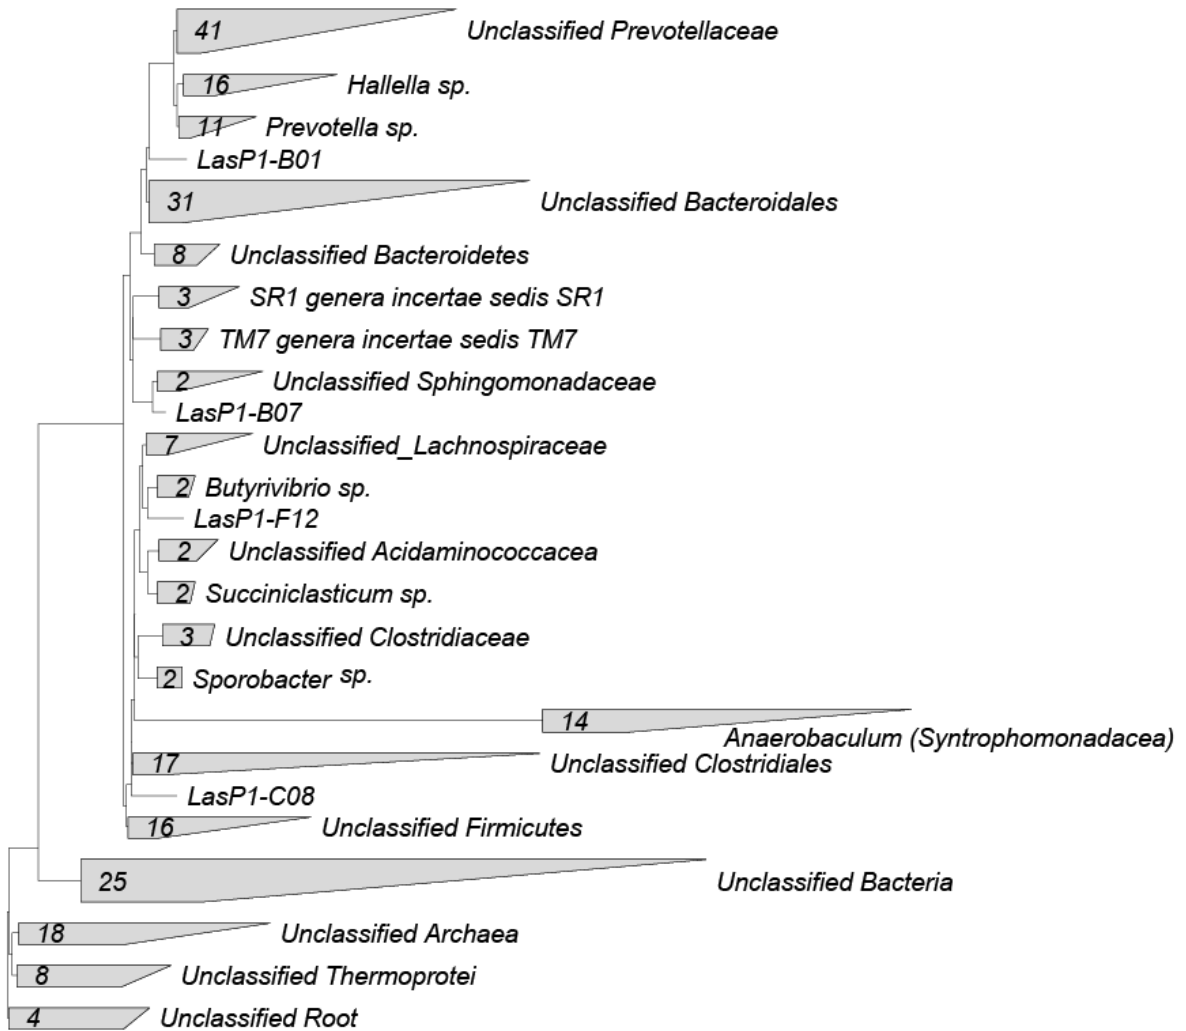 41 Unclassified Prevotellaceae
16 Hallella sp.
11 Prevotella sp.
LasP1-B01
31 Unclassified Bacteroidales
8 Unclassified Bacteroidetes
3 SR1 genera incertae sedis SR1
3 TM7 genera incertae sedis TM7
2 Unclassified Sphingomonadaceae
LasP1-B07
7 Unclassified_Lachnospiraceae
2 Butyrivibrio sp.
LasP1-F12
2 Unclassified Acidaminococcacea
2 Succiniclasticum sp.
3 Unclassified Clostridiaceae
2 Sporobacter sp.
14 Anaerobaculum (Syntrophomonadacea)
17 Unclassified Clostridiales
LasP1-C08
16 Unclassified Firmicutes
25 Unclassified Bacteria
18 Unclassified Archaea
8 Unclassified Thermoprotei
4 Unclassified Root